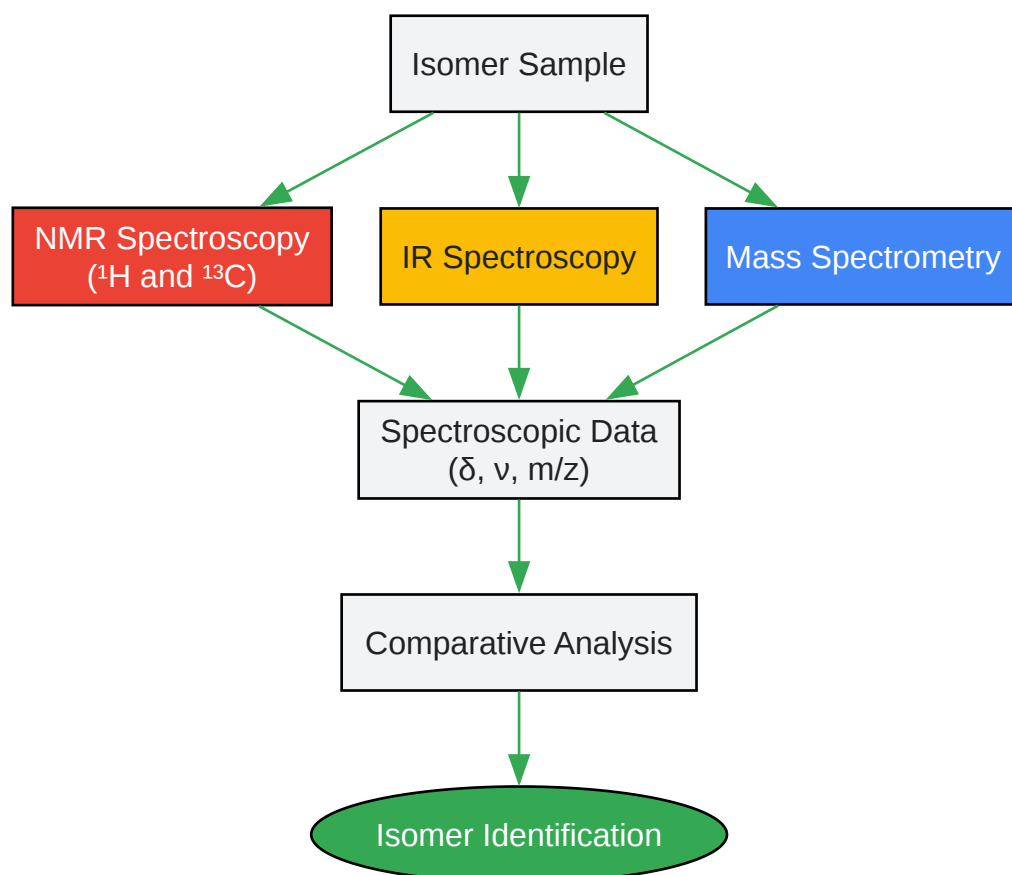 Isomer Sample
NMR Spectroscopy
(¹H and ¹³C)
IR Spectroscopy
Mass Spectrometry
Spectroscopic Data
(δ, ν, m/z)
Comparative Analysis
Isomer Identification